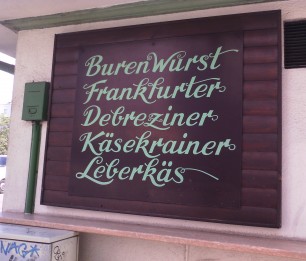 BurenWurst
Frankfurter
Debreziner
Käsekrainer
Leberkäs